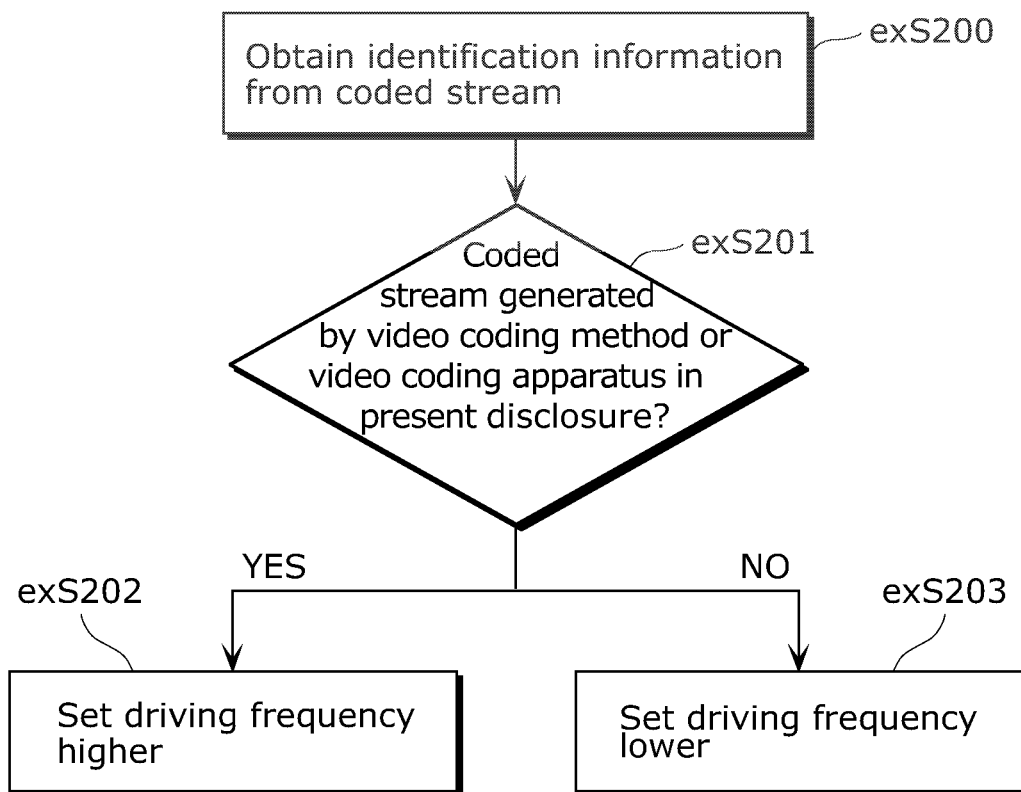 exS200
Obtain identification information
from coded stream
exS201
Coded
stream generated
by video coding method or
video coding apparatus in
present disclosure?
YES
NO
exS202
exS203
Set driving frequency
higher
Set driving frequency
lower